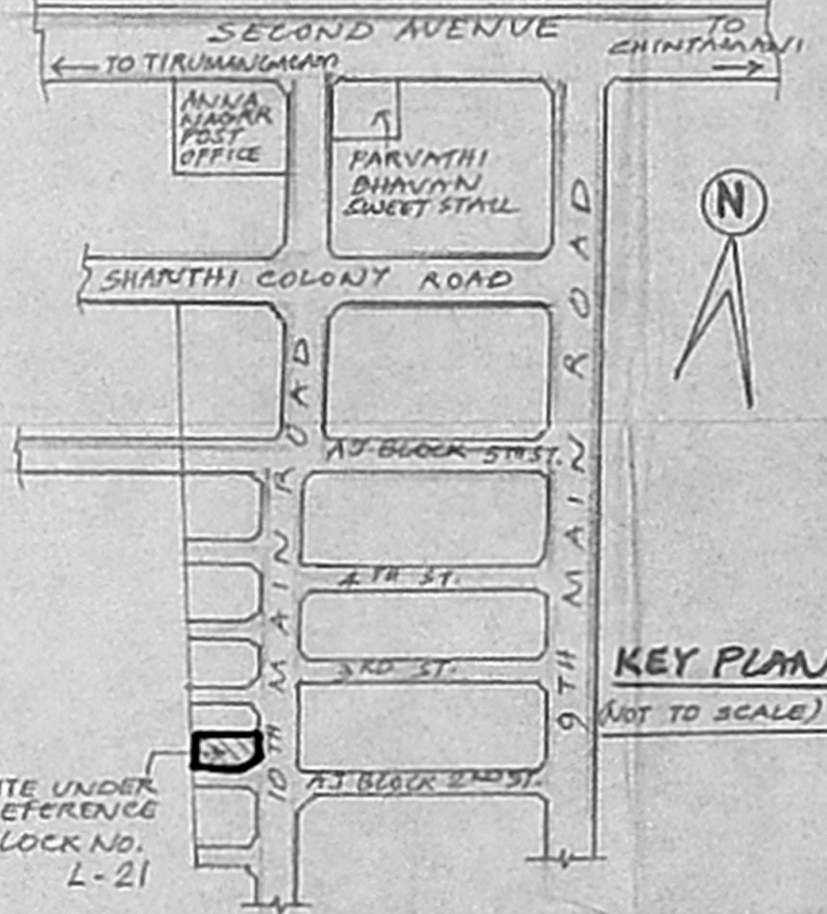 SECOND AVENUE
TO
CHINTAMANI
TO TIRUMANGALAM
ANNA
NAGAR
POST
OFFICE
PARVATHI
BHAVAN
SWEET STALL
N
SHANTHI COLONY ROAD
10TH MAIN ROAD
9TH MAIN ROAD
AJ. BLOCK 5TH ST.
4TH ST.
3RD ST.
KEY PLAN
(NOT TO SCALE)
AJ BLOCK 2ND ST.
ITE UNDER
EFERENCE
LOCK NO.
L-21